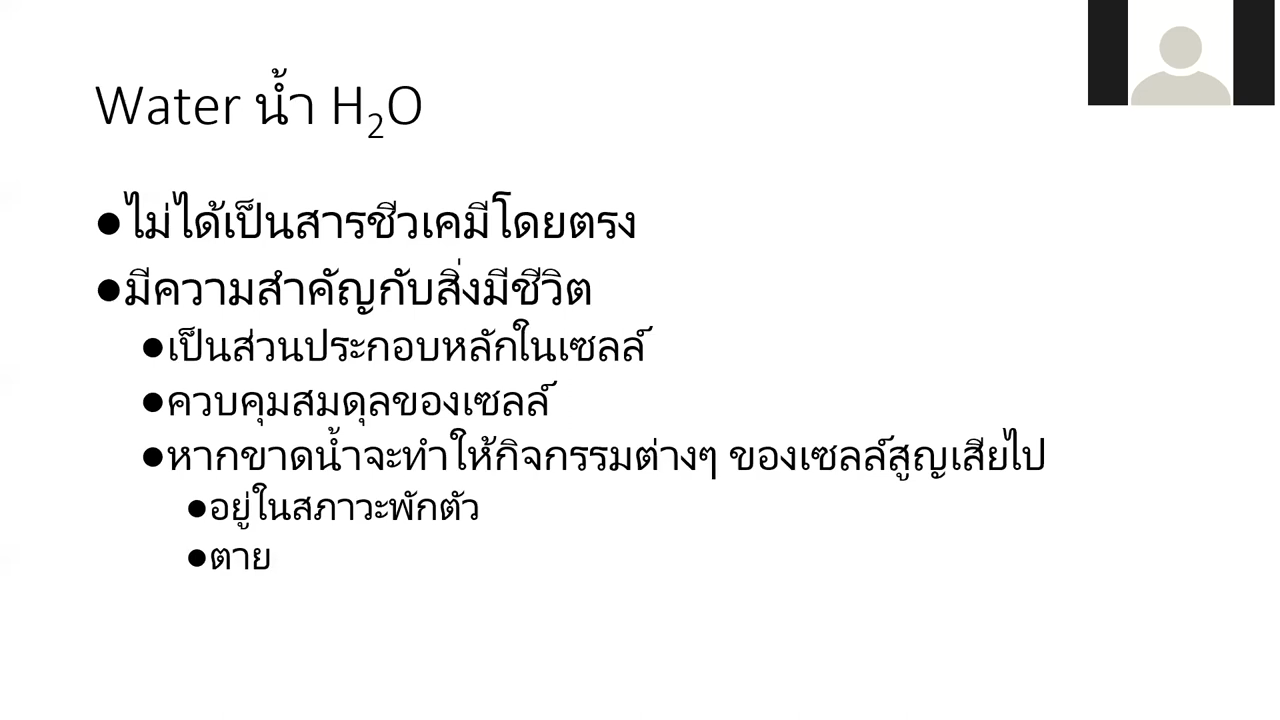 Water น้ำ H₂O
●ไม่ได้เป็นสารชีวเคมีโดยตรง
●มีความสำคัญกับสิ่งมีชีวิต
●เป็นส่วนประกอบหลักในเซลล์
●ควบคุมสมดุลของเซลล์
●หากขาดน้ำจะทำให้กิจกรรมต่างๆ ของเซลล์สูญเสียไป
●อยู่ในสภาวะพักตัว
●ตาย